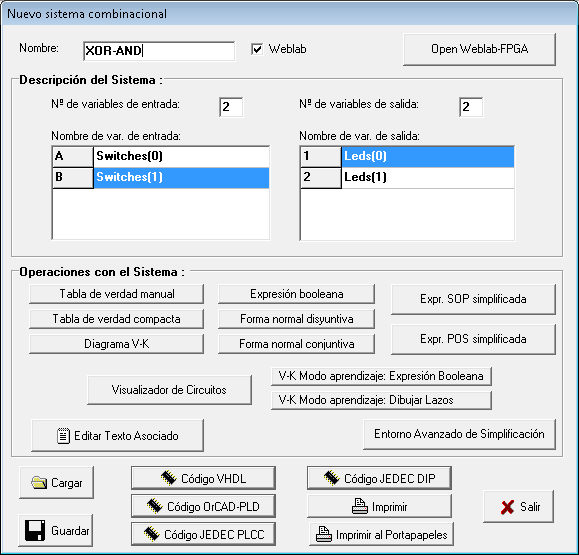 Nuevo sistema combinacional
Nombre: XOR-AND Weblab Open Weblab-FPGA
Descripción del Sistema :
Nº de variables de entrada: 2 Nº de variables de salida: 2
Nombre de var. de entrada: Nombre de var. de salida:
A Switches(0) 1 Leds(0)
B Switches(1) 2 Leds(1)
Operaciones con el Sistema :
Tabla de verdad manual Expresión booleana Expr. SOP simplificada
Tabla de verdad compacta Forma normal disyuntiva
Diagrama V-K Forma normal conjuntiva Expr. POS simplificada
Visualizador de Circuitos V-K Modo aprendizaje: Expresión Booleana
V-K Modo aprendizaje: Dibujar Lazos
Editar Texto Asociado Entorno Avanzado de Simplificación
Cargar Código VHDL Código JEDEC DIP
Código OrCAD-PLD Imprimir Salir
Guardar Código JEDEC PLCC Imprimir al Portapapeles